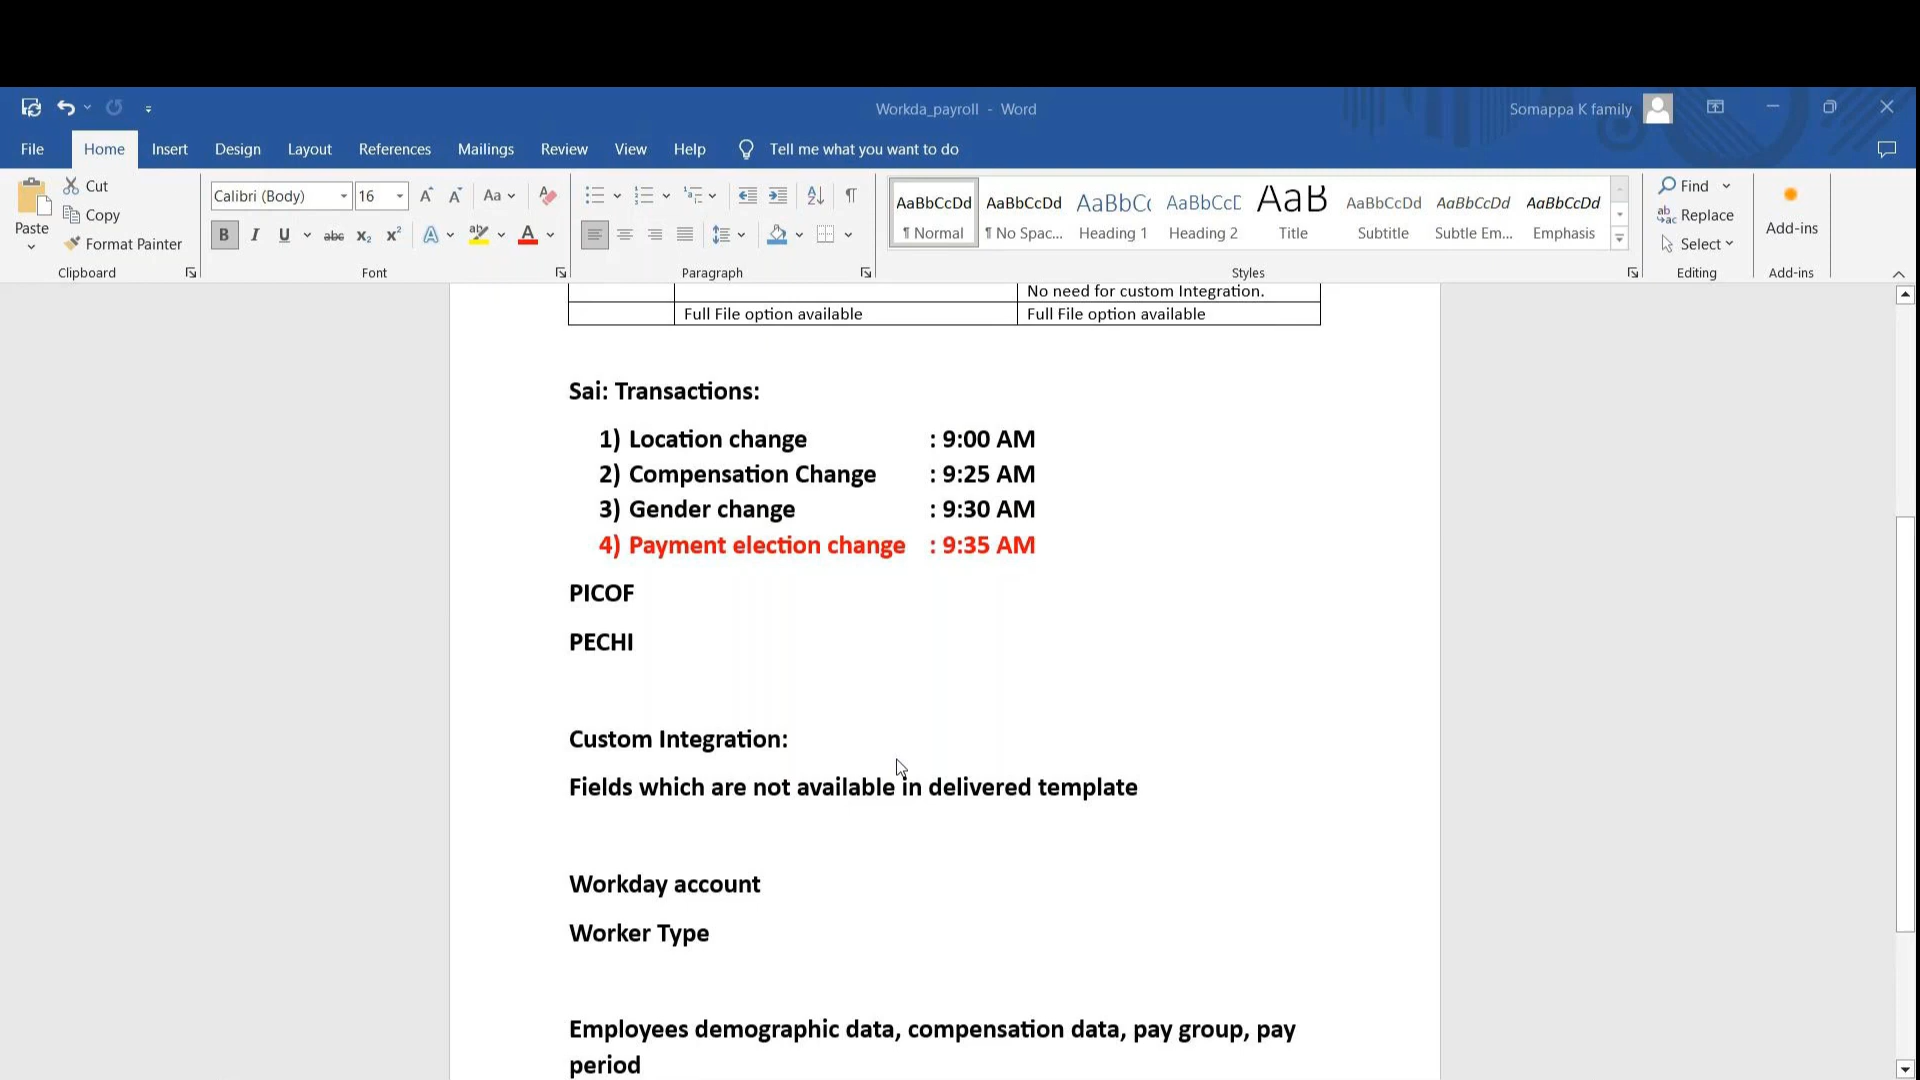 Workda_payroll - Word
Somappa K family
File Home Insert Design Layout References Mailings Review View Help Tell me what you want to do
Paste
Cut
Copy
Format Painter
Clipboard
Calibri (Body) 16
Font
Paragraph
AaBbCcDd AaBbCcDd AaBbC AaBbCcD AaB AaBbCcDd AaBbCcDd AaBbCcDd
¶ Normal ¶ No Spac... Heading 1 Heading 2 Title Subtitle Subtle Em... Emphasis
Styles
Find
Replace
Select
Editing
Add-ins
Add-ins
No need for custom Integration.
Full File option available Full File option available
Sai: Transactions:
1) Location change : 9:00 AM
2) Compensation Change : 9:25 AM
3) Gender change : 9:30 AM
4) Payment election change : 9:35 AM
PICOF
PECHI
Custom Integration:
Fields which are not available in delivered template
Workday account
Worker Type
Employees demographic data, compensation data, pay group, pay
period